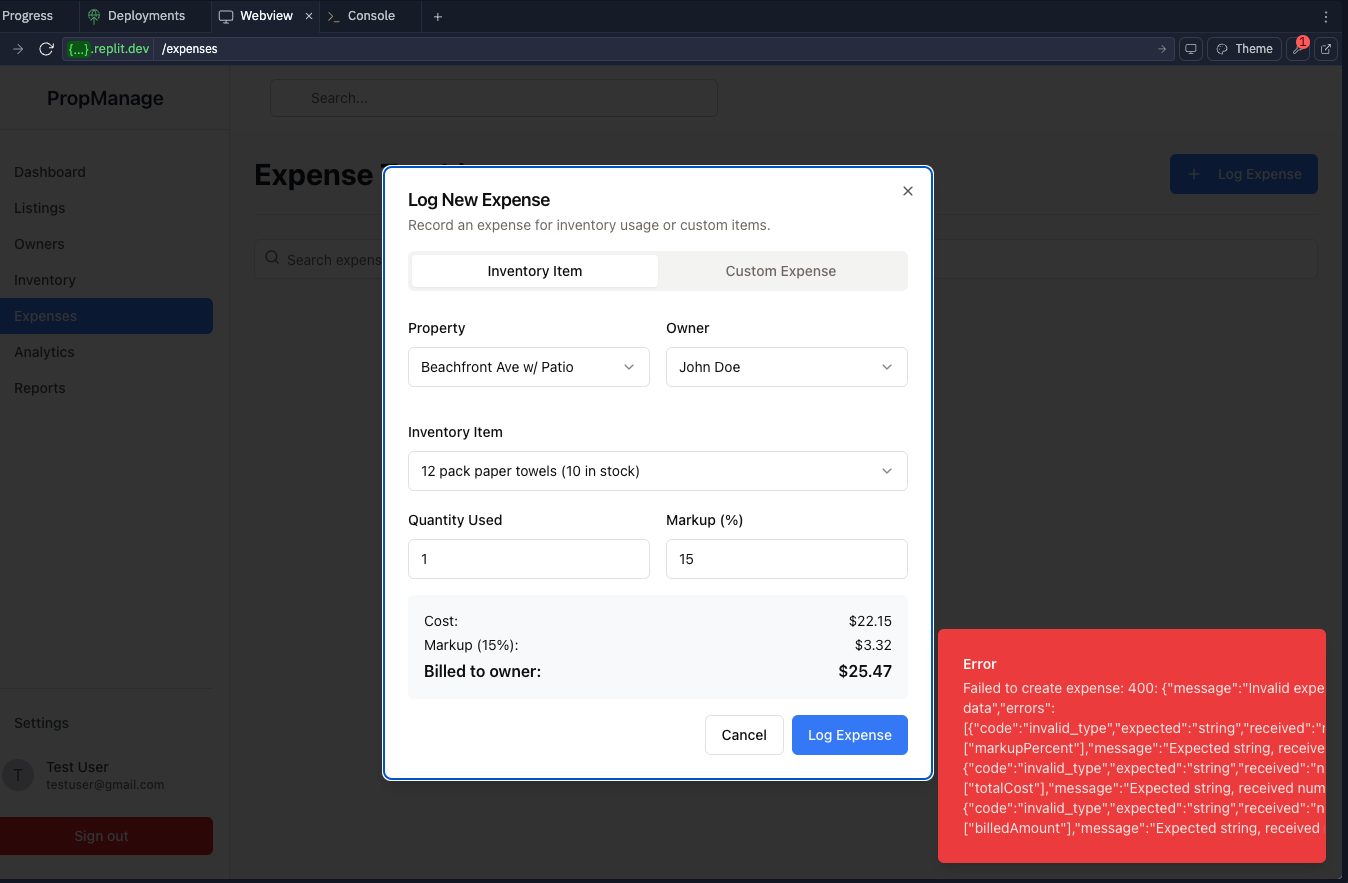 Progress
Deployments
Webview
Console
{...}.replit.dev /expenses
Theme
1
PropManage
Search...
Dashboard
Listings
Owners
Inventory
Expenses
Analytics
Reports
Settings
T
Test User
testuser@gmail.com
Sign out
Expense
Log Expense
Search expens
Log New Expense
Record an expense for inventory usage or custom items.
Inventory Item Custom Expense
Property Owner
Beachfront Ave w/ Patio John Doe
Inventory Item
12 pack paper towels (10 in stock)
Quantity Used Markup (%)
1 15
Cost: $22.15
Markup (15%): $3.32
Billed to owner: $25.47
Cancel Log Expense
Error
Failed to create expense: 400: {"message":"Invalid expe
data","errors":
[{"code":"invalid_type","expected":"string","received":"
["markupPercent"],"message":"Expected string, receive
{"code":"invalid_type","expected":"string","received":"n
["totalCost"],"message":"Expected string, received num
{"code":"invalid_type","expected":"string","received":"n
["billedAmount"],"message":"Expected string, received